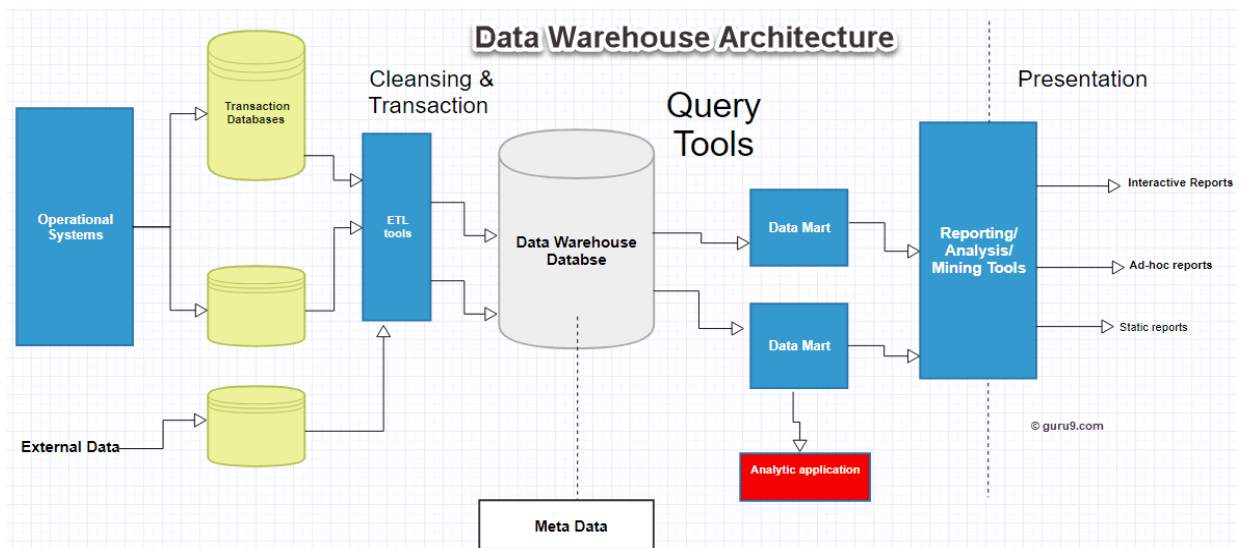 Data Warehouse Architecture
Cleansing &
Transaction
Query
Tools
Presentation
Transaction
Databases
Operational
Systems
ETL
tools
Data Warehouse
Databse
Data Mart
Data Mart
Reporting/
Analysis/
Mining Tools
Interactive Reports
Ad-hoc reports
Static reports
External Data
Analytic application
Meta Data
© guru9.com